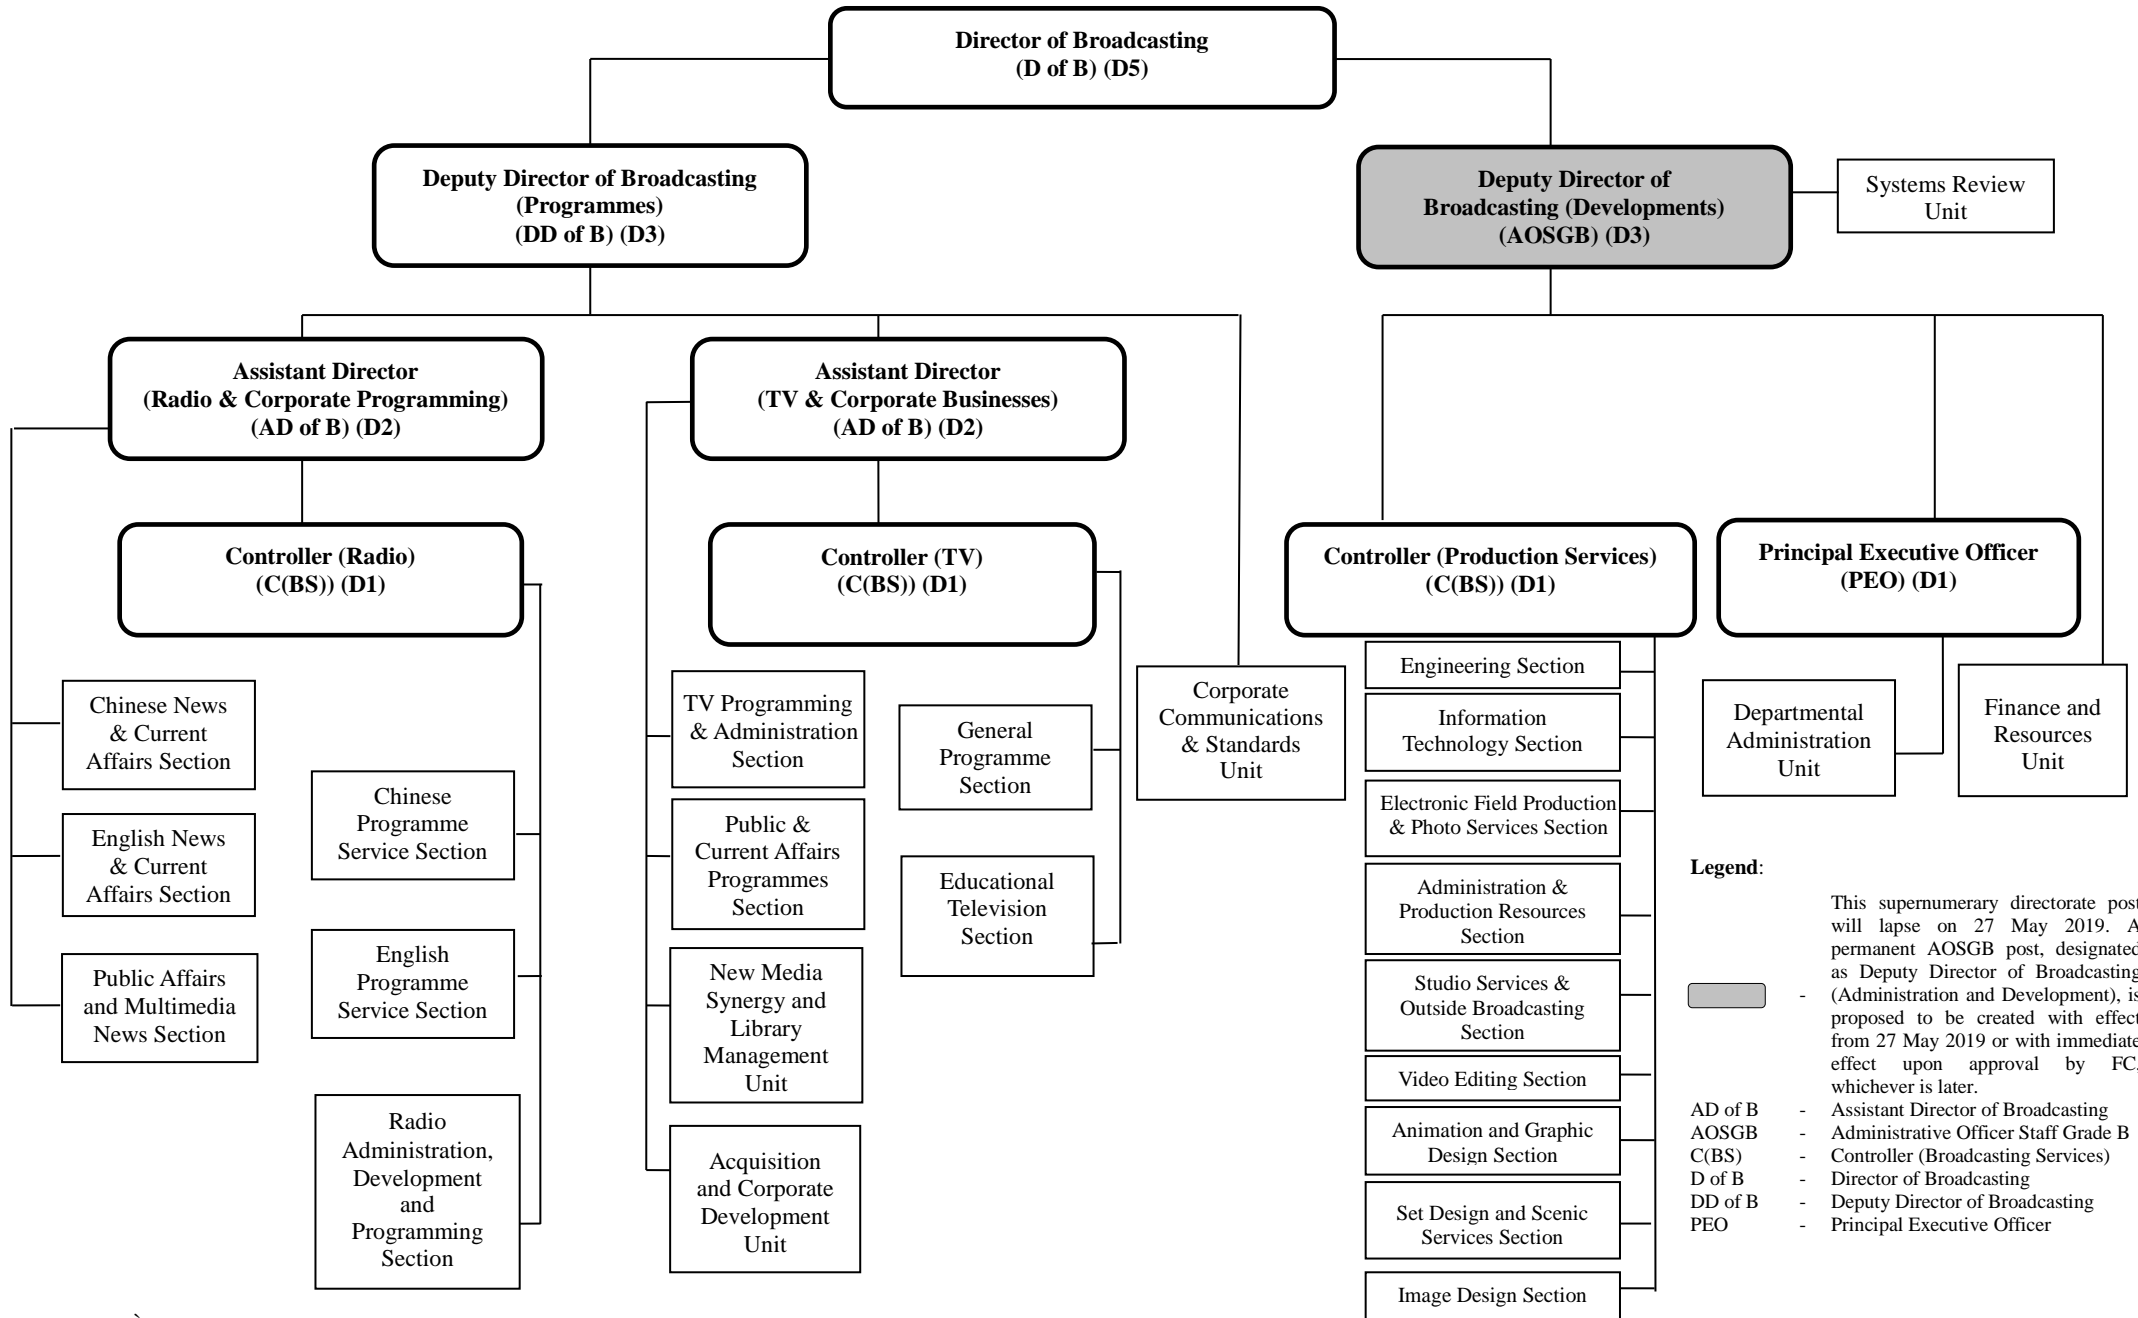 Director of Broadcasting
(D of B) (D5)
Deputy Director of Broadcasting
(Programmes)
(DD of B) (D3)
Deputy Director of
Broadcasting (Developments)
(AOSGB) (D3)
Systems Review
Unit
Assistant Director
(Radio & Corporate Programming)
(AD of B) (D2)
Assistant Director
(TV & Corporate Businesses)
(AD of B) (D2)
Controller (Radio)
(C(BS)) (D1)
Controller (TV)
(C(BS)) (D1)
Controller (Production Services)
(C(BS)) (D1)
Principal Executive Officer
(PEO) (D1)
Chinese News
& Current
Affairs Section
English News
& Current
Affairs Section
Public Affairs
and Multimedia
News Section
Chinese
Programme
Service Section
English
Programme
Service Section
Radio
Administration,
Development
and
Programming
Section
TV Programming
& Administration
Section
Public &
Current Affairs
Programmes
Section
New Media
Synergy and
Library
Management
Unit
Acquisition
and Corporate
Development
Unit
General
Programme
Section
Educational
Television
Section
Corporate
Communications
& Standards
Unit
Engineering Section
Information
Technology Section
Electronic Field Production
& Photo Services Section
Administration &
Production Resources
Section
Studio Services &
Outside Broadcasting
Section
Video Editing Section
Animation and Graphic
Design Section
Set Design and Scenic
Services Section
Image Design Section
Departmental
Administration
Unit
Finance and
Resources
Unit
Legend:
This supernumerary directorate post
will lapse on 27 May 2019. A
permanent AOSGB post, designated
as Deputy Director of Broadcasting
- (Administration and Development), is
proposed to be created with effect
from 27 May 2019 or with immediate
effect upon approval by FC,
whichever is later.
AD of B - Assistant Director of Broadcasting
AOSGB - Administrative Officer Staff Grade B
C(BS) - Controller (Broadcasting Services)
D of B - Director of Broadcasting
DD of B - Deputy Director of Broadcasting
PEO - Principal Executive Officer
`